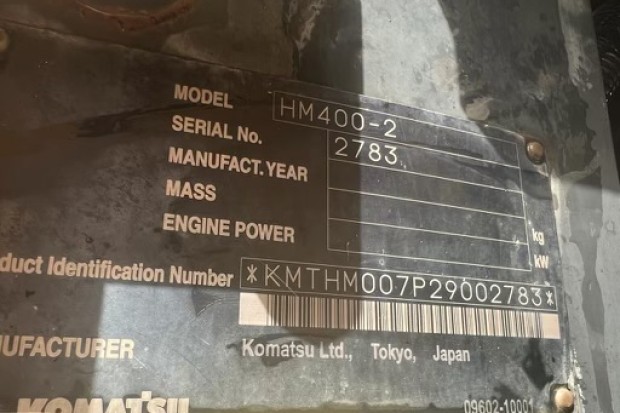 MODEL HM400-2
SERIAL No. 2783
MANUFACT.YEAR
MASS kg
ENGINE POWER kW
duct Identification Number *KMTHM007P29002783*
UFACTURER Komatsu Ltd., Tokyo, Japan
KOMATSU 09602-10001